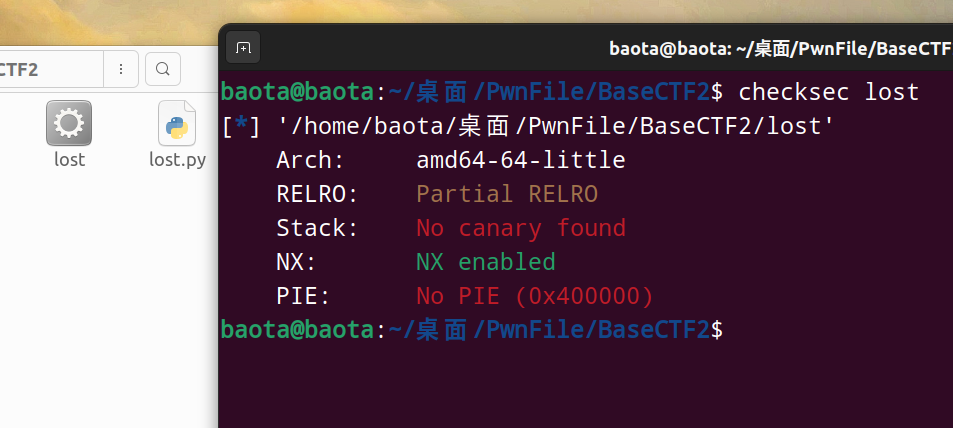 CTF2
lost
lost.py
baota@baota: ~/桌面/PwnFile/BaseCTF
baota@baota:~/桌面/PwnFile/BaseCTF2$ checksec lost
[*] '/home/baota/桌面/PwnFile/BaseCTF2/lost'
    Arch:     amd64-64-little
    RELRO:    Partial RELRO
    Stack:    No canary found
    NX:       NX enabled
    PIE:      No PIE (0x400000)
baota@baota:~/桌面/PwnFile/BaseCTF2$